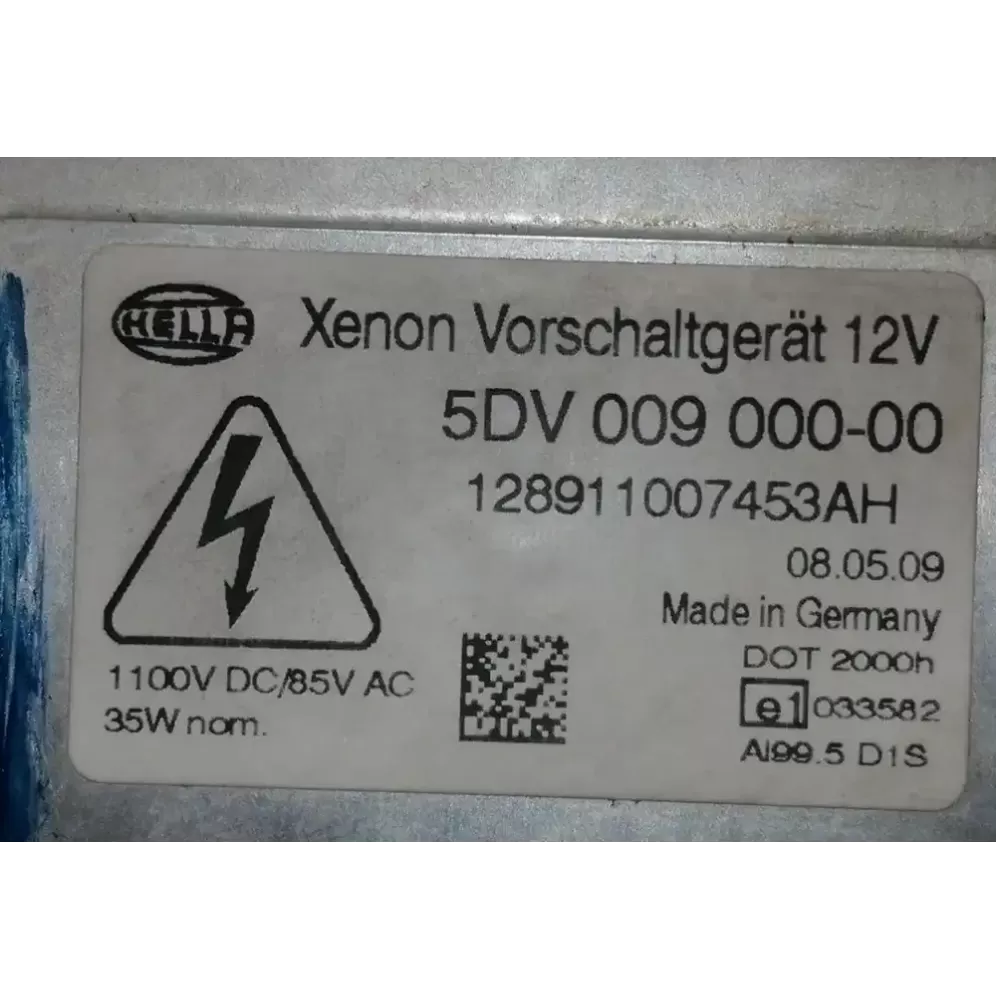 HELLA
Xenon Vorschaltgerät 12V
5DV 009 000-00
128911007453AH
08.05.09
Made in Germany
DOT 2000h
e1 033582
Al99.5 D1S
1100V DC/85V AC
35W nom.